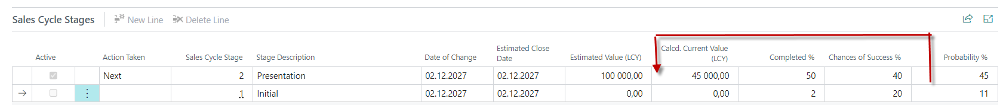 Sales Cycle Stages New Line Delete Line
Active Action Taken Sales Cycle Stage Stage Description Date of Change Estimated Close Date Estimated Value (LCY) Calcd. Current Value (LCY) Completed % Chances of Success % Probability %
Next 2 Presentation 02.12.2027 02.12.2027 100 000,00 45 000,00 50 40 45
1 Initial 02.12.2027 02.12.2027 0,00 0,00 2 20 11